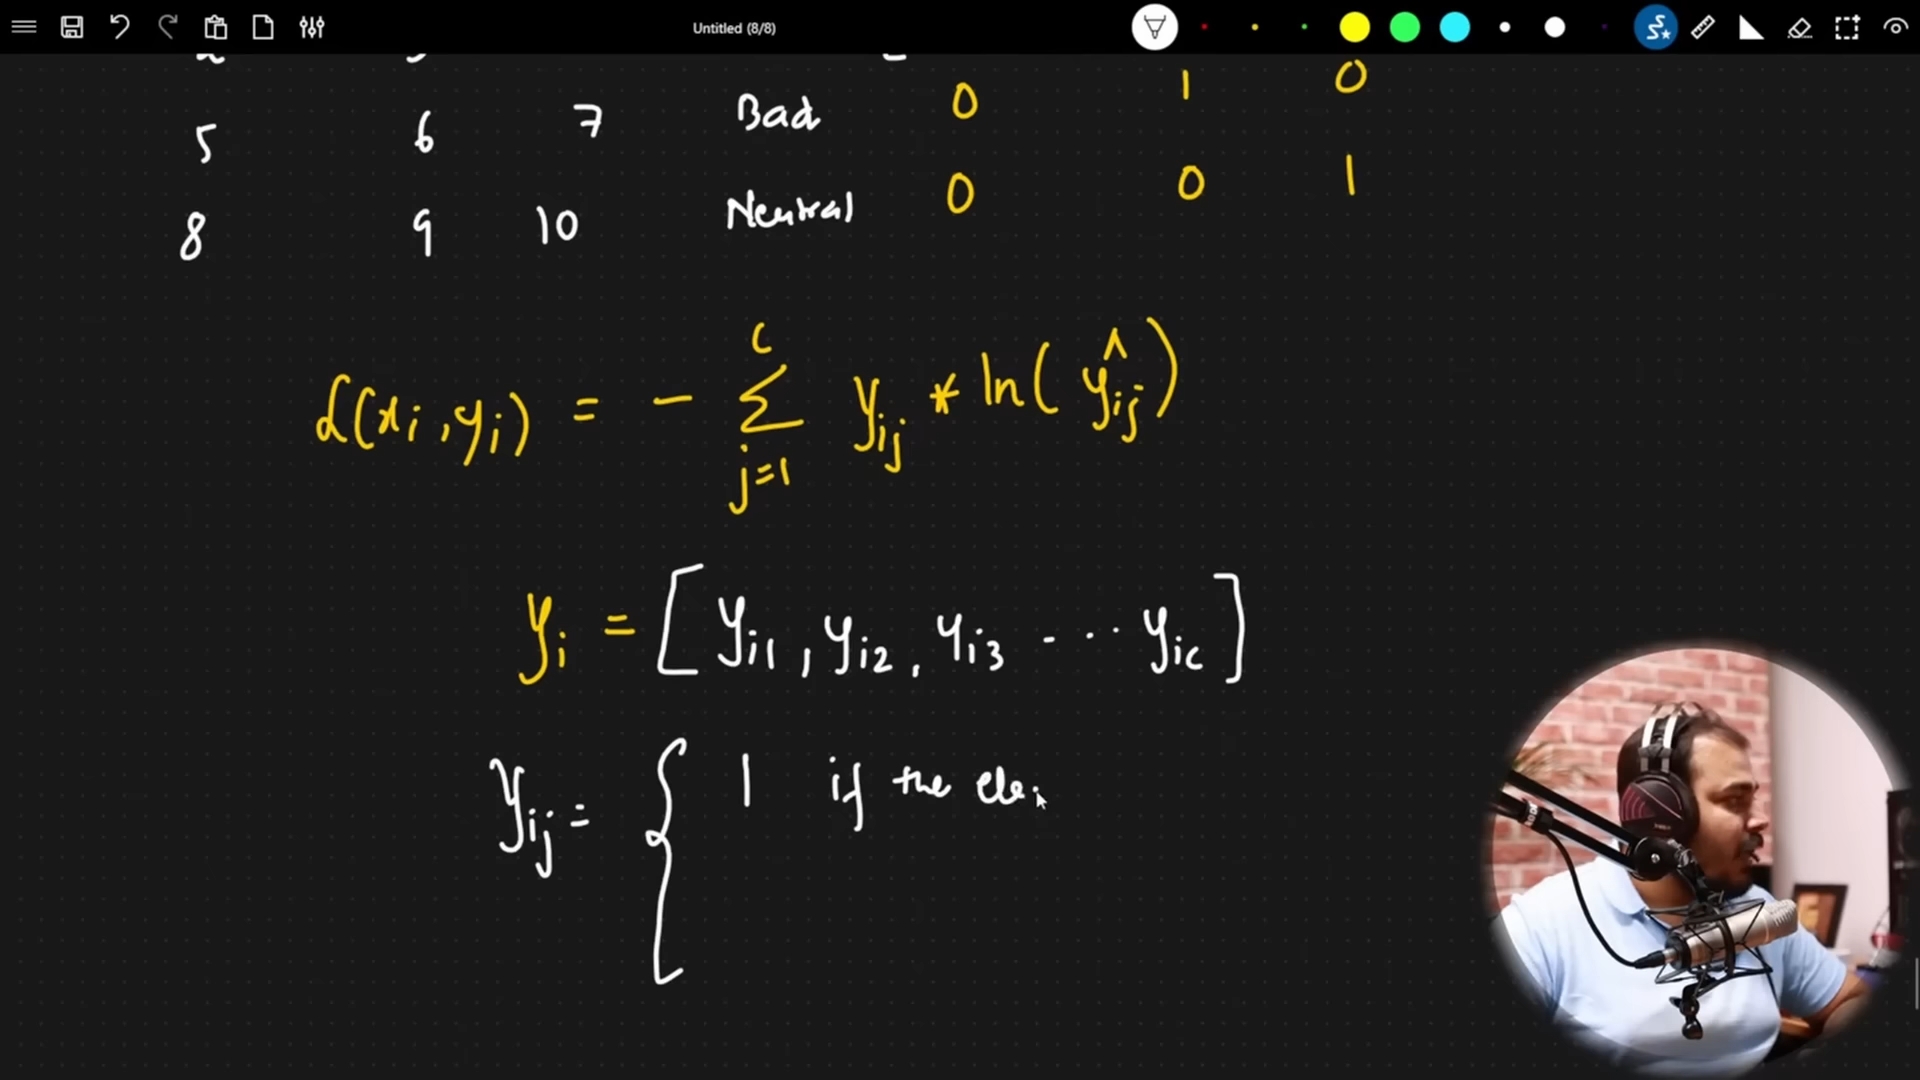 Untitled (8/8)
0 1 0
5 6 7 Bad
8 9 10 Neutral 0 0 1
L(xi, yi) = - Σ_{j=1}^{C} yij * ln(ŷij)
yi = [yi1, yi2, yi3 - ... yic]
yij = { 1 if the ele